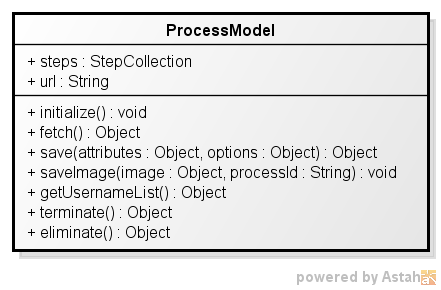 ProcessModel
+ steps : StepCollection
+ url : String
+ initialize() : void
+ fetch() : Object
+ save(attributes : Object, options : Object) : Object
+ saveImage(image : Object, processId : String) : void
+ getUsernameList() : Object
+ terminate() : Object
+ eliminate() : Object
powered by Astah